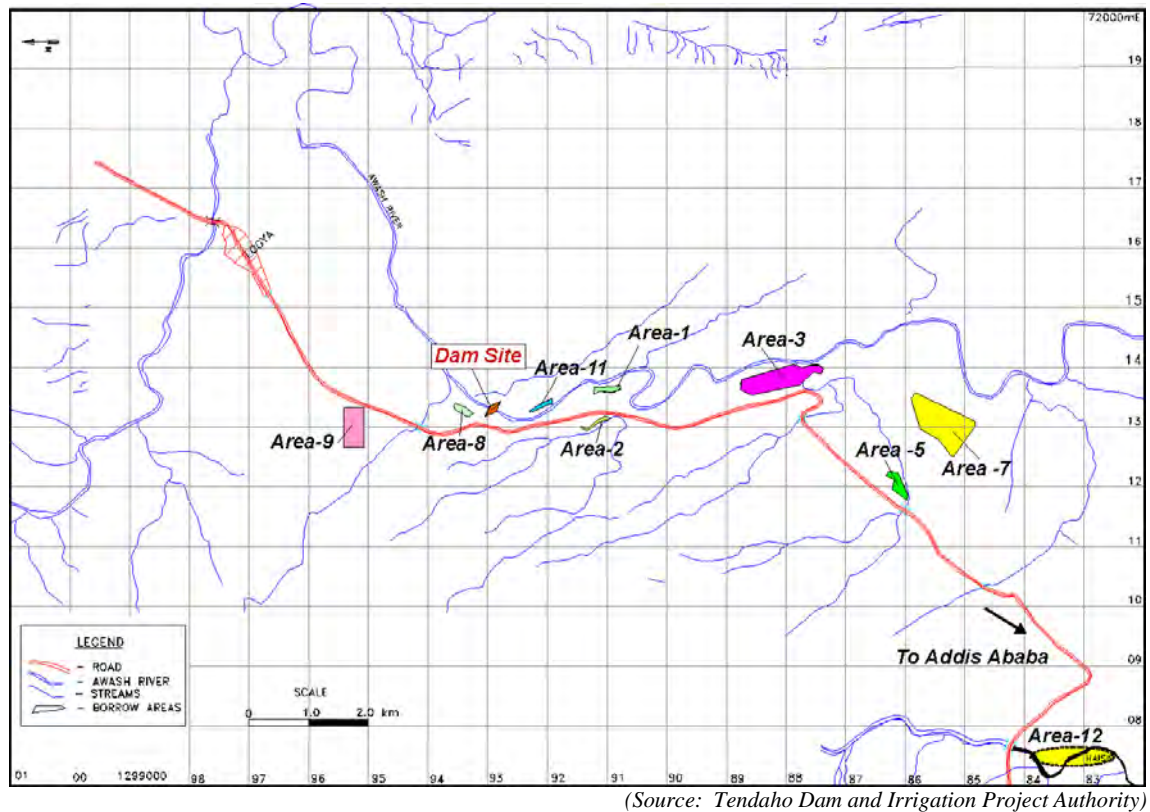 72000mE
N
19
18
17
16
15
14
13
12
11
10
09
08
AWASH RIVER
LOGYA
Dam Site
Area-11
Area-1
Area-3
Area-9
Area-8
Area-2
Area -5
Area -7
To Addis Ababa
Area-12
LEGEND
- ROAD
- AWASH RIVER
- STREAMS
- BORROW AREAS
SCALE
0 1.0 2.0 km
01 00 1299000 98 97 96 95 94 93 92 91 90 89 88 87 86 85 84 83
(Source: Tendaho Dam and Irrigation Project Authority)